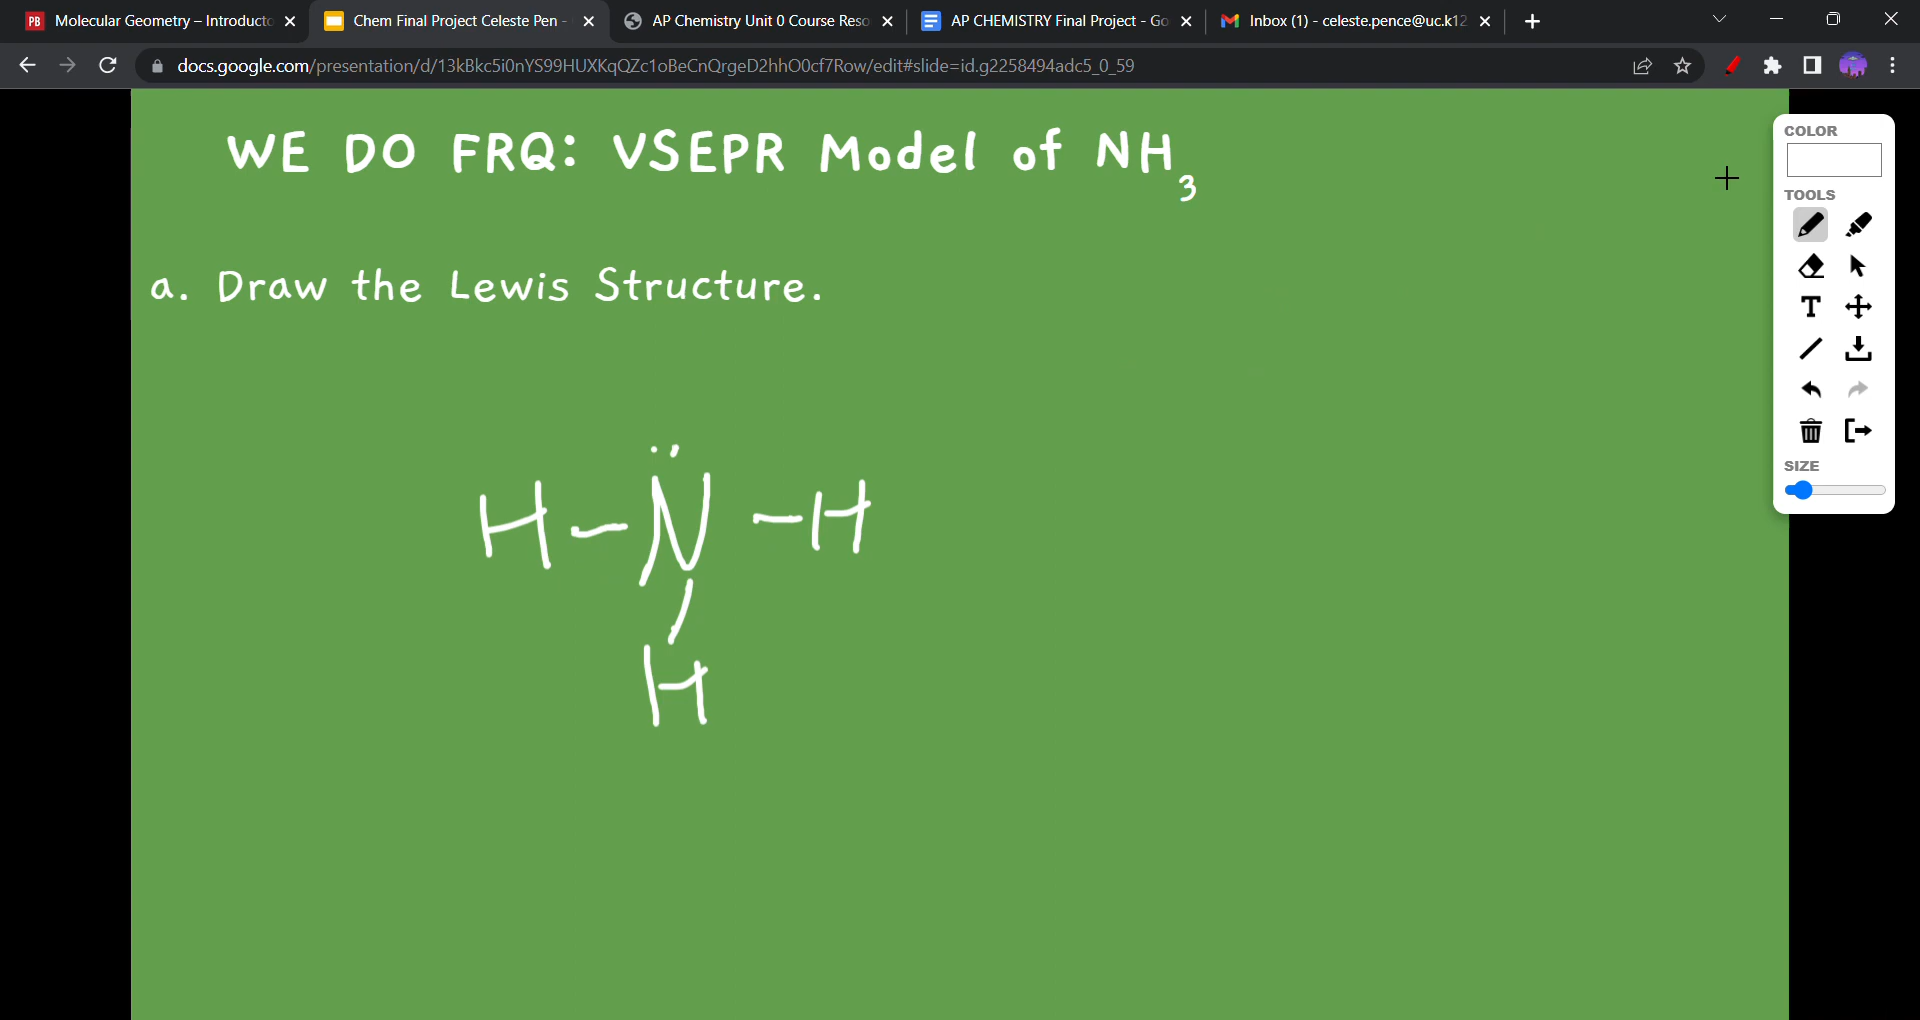 Molecular Geometry – Introducto
Chem Final Project Celeste Pen -
AP Chemistry Unit 0 Course Reso
AP CHEMISTRY Final Project - Go
Inbox (1) - celeste.pence@uc.k12
docs.google.com/presentation/d/13kBkc5i0nYS99HUXKqQZc1oBeCnQrgeD2hhO0cf7Row/edit#slide=id.g2258494adc5_0_59
WE DO FRQ: VSEPR Model of NH3
a. Draw the Lewis Structure.
H-N̈-H
H
COLOR
TOOLS
T
SIZE
PB